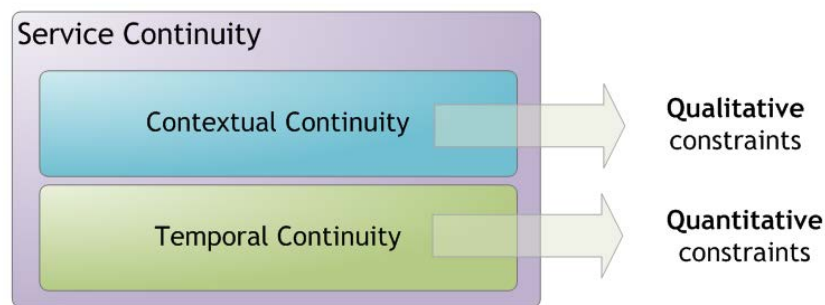 Service Continuity
Contextual Continuity
Qualitative
constraints
Temporal Continuity
Quantitative
constraints